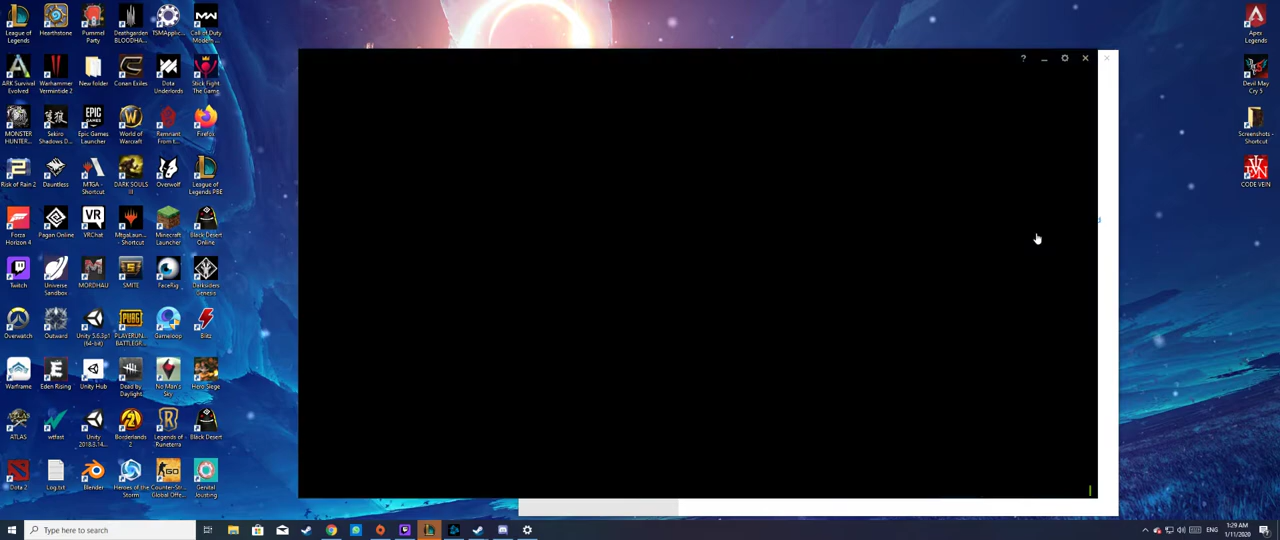 League of
Legends
Hearthstone
Pummel
Party
Deathgarden
BLOODHA...
TSMApplic...
Call of Duty
Modern ...
ARK Survival
Evolved
Warhammer
Vermintide 2
New folder
Conan Exiles
Dota
Underlords
Stick Fight
The Game
MONSTER
HUNTER...
Sekiro
Shadows D...
EPIC
GAMES
Epic Games
Launcher
World of
Warcraft
Remnant
From t...
Firefox
Risk of Rain 2
Dauntless
MTGA -
Shortcut
DARK SOULS
III
Overwolf
League of
Legends PBE
Forza
Horizon 4
Pagan Online
VR
VRChat
MtgaLaun...
- Shortcut
Minecraft
Launcher
Black Desert
Online
Twitch
Universe
Sandbox
MORDHAU
SMITE
FaceRig
Darksiders
Genesis
Overwatch
Outward
Unity 5.6.3p1
(64-bit)
PUBG
PLAYERUN...
BATTLEGR...
Gameloop
Blitz
Warframe
Eden Rising
Unity Hub
Dead by
Daylight
No Man's
Sky
Hero Siege
ATLAS
wtfast
Unity
2018.3.14...
Borderlands
2
Legends of
Runeterra
Black Desert
Dota 2
Log.txt
Blender
Heroes of the
Storm
GO
Counter-Str...
Global Offe...
Genital
Jousting
?
Apex
Legends
Devil May
Cry 5
Screenshots -
Shortcut
CODE VEIN
Type here to search
ENG
1:29 AM
1/11/2020